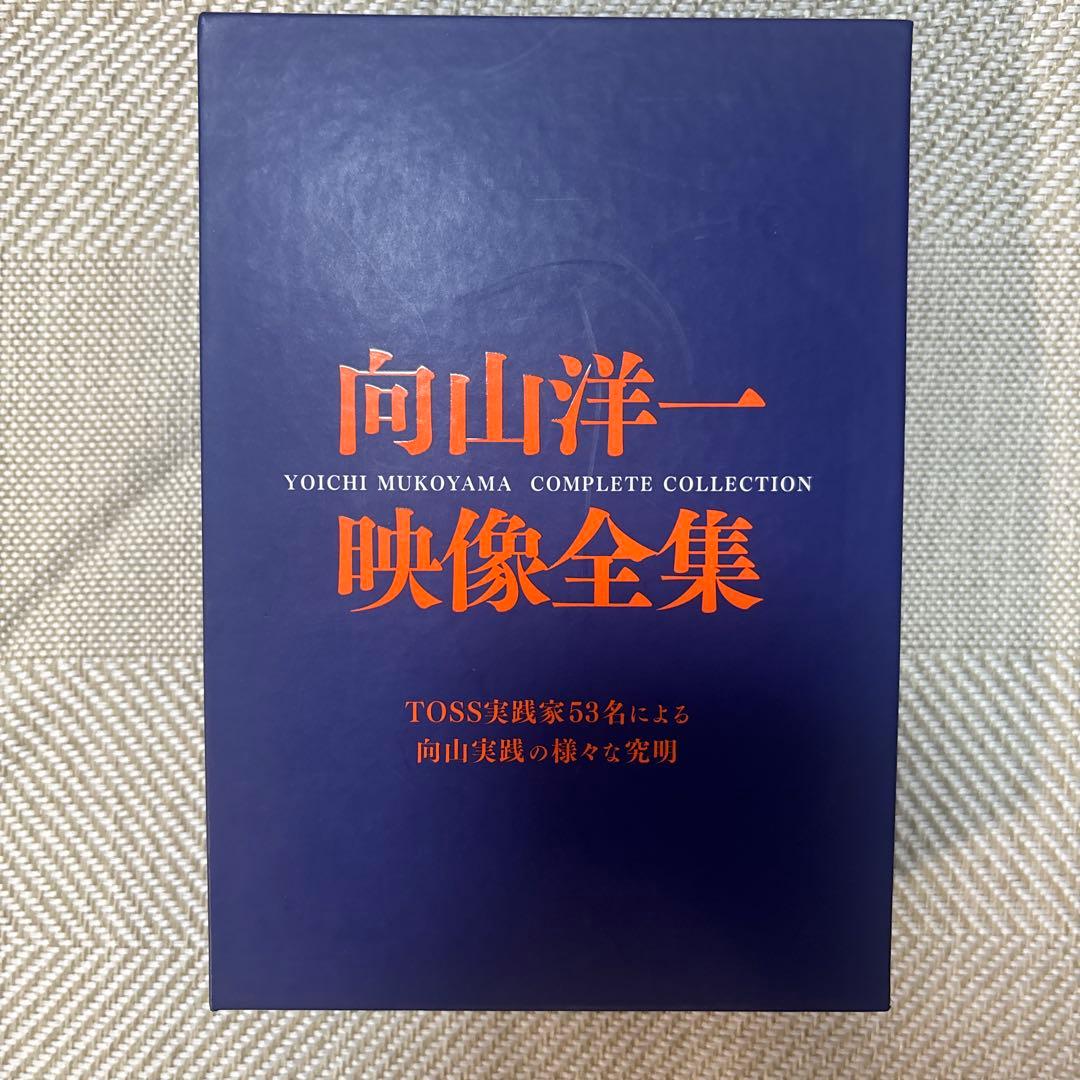 向山洋一
YOICHI MUKOYAMA COMPLETE COLLECTION
映像全集
TOSS実践家53名による
向山実践の様々な究明